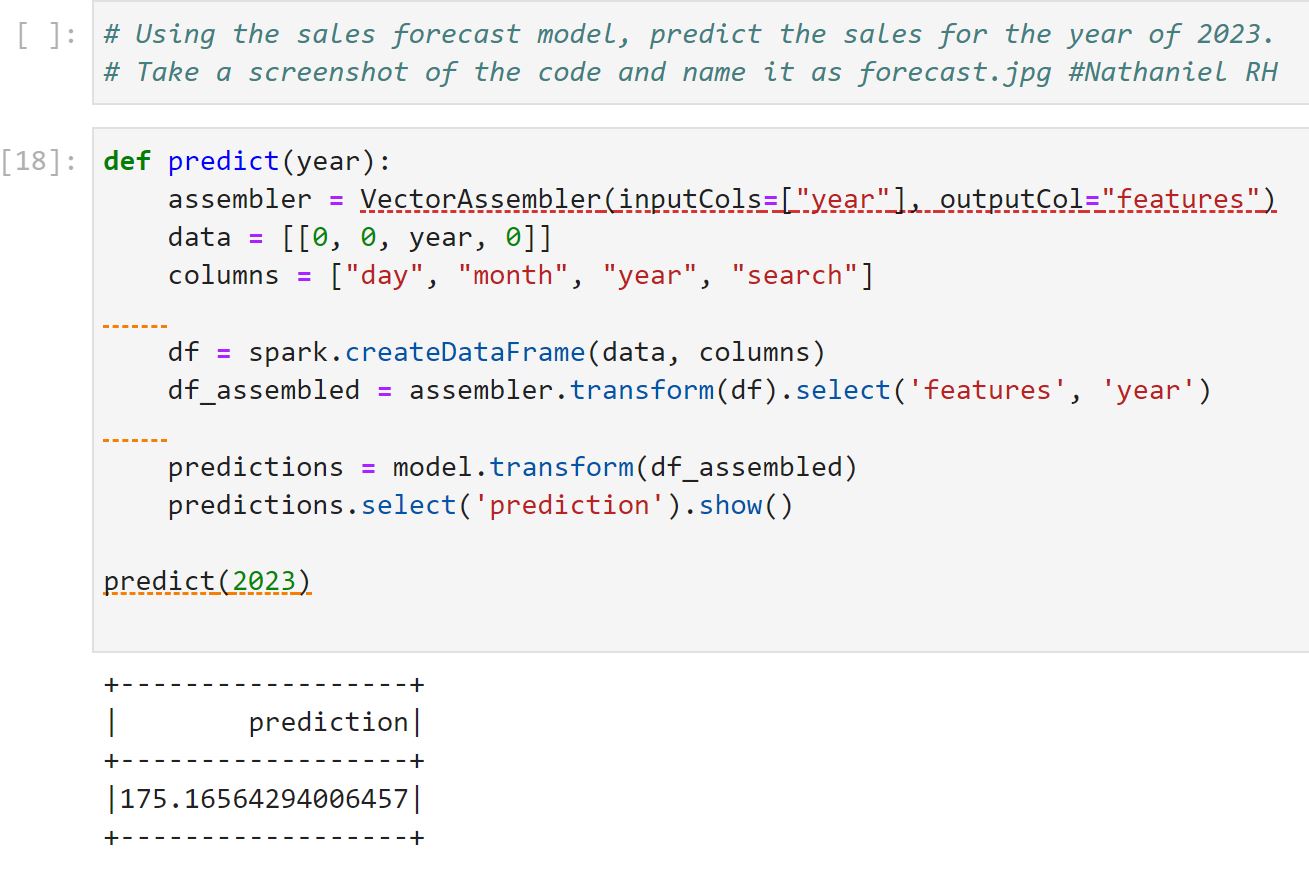 [ ]:
# Using the sales forecast model, predict the sales for the year of 2023.
# Take a screenshot of the code and name it as forecast.jpg #Nathaniel RH
[18]:
def predict(year):
    assembler = VectorAssembler(inputCols=["year"], outputCol="features")
    data = [[0, 0, year, 0]]
    columns = ["day", "month", "year", "search"]
    df = spark.createDataFrame(data, columns)
    df_assembled = assembler.transform(df).select('features', 'year')
    predictions = model.transform(df_assembled)
    predictions.select('prediction').show()
predict(2023)
+------------------+
|        prediction|
+------------------+
|175.16564294006457|
+------------------+